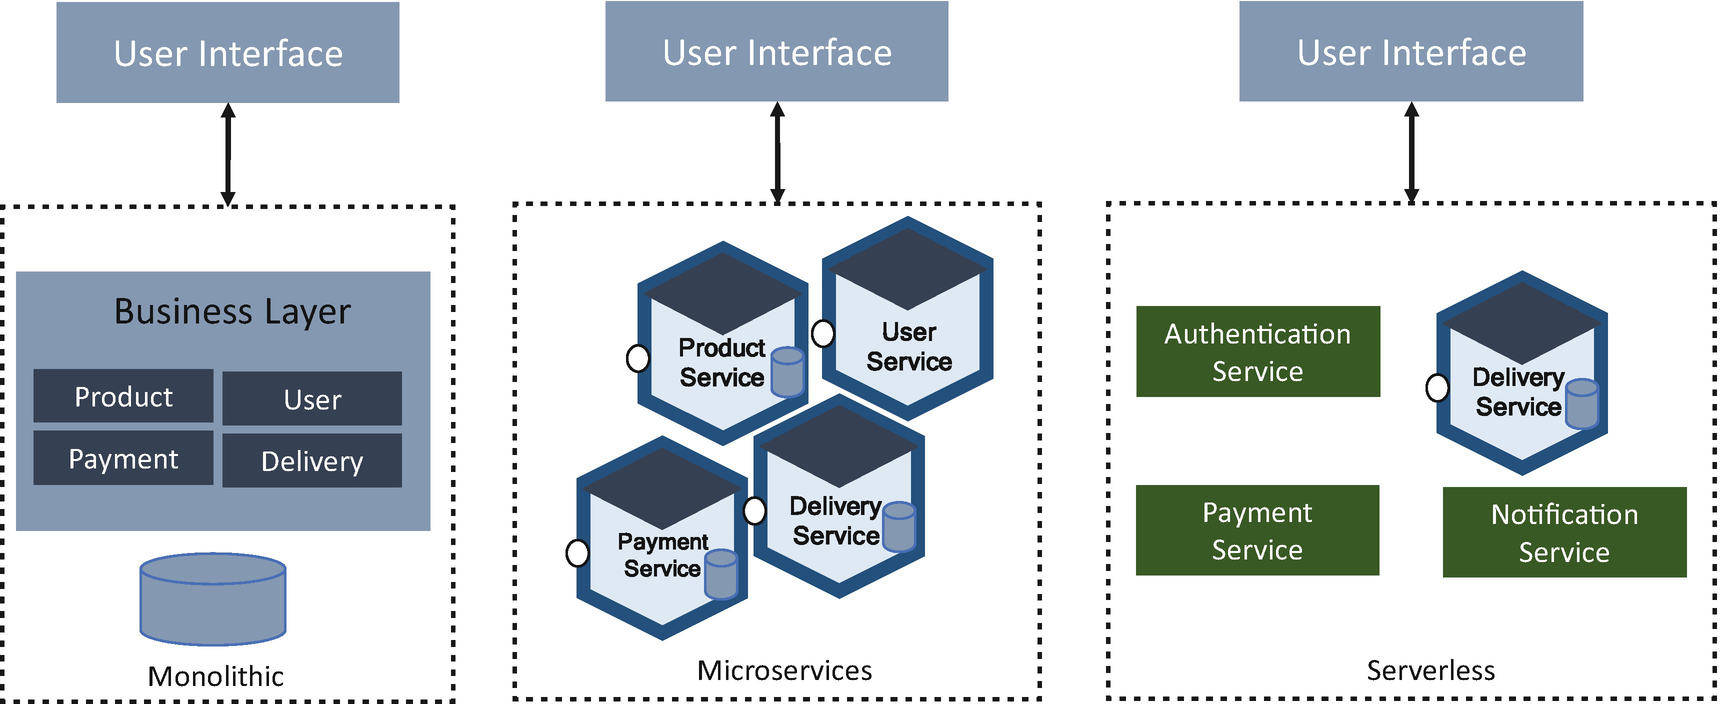 User Interface
Business Layer
Product
User
Payment
Delivery
Monolithic
User Interface
Product
Service
User
Service
Payment
Service
Delivery
Service
Microservices
User Interface
Authentication
Service
Delivery
Service
Payment
Service
Notification
Service
Serverless